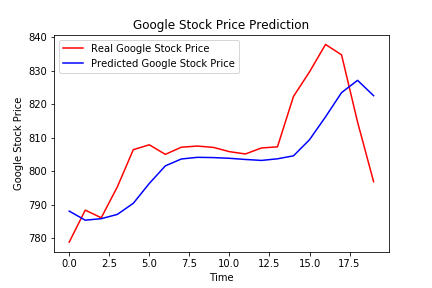 Google Stock Price Prediction
Real Google Stock Price
Predicted Google Stock Price
840
830
820
810
800
790
780
Google Stock Price
0.0 2.5 5.0 7.5 10.0 12.5 15.0 17.5
Time